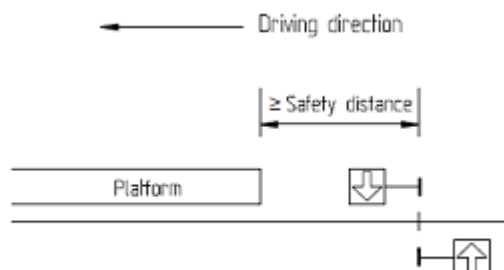 Driving direction
≥ Safety distance
Platform